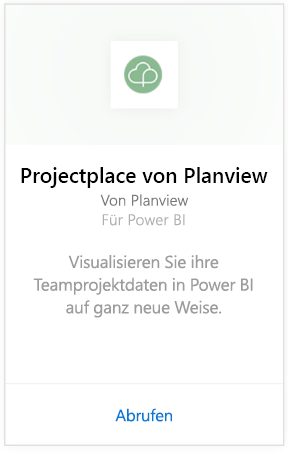 Projectplace von Planview
Von Planview
Für Power BI
Visualisieren Sie ihre
Teamprojektdaten in Power BI
auf ganz neue Weise.
Abrufen